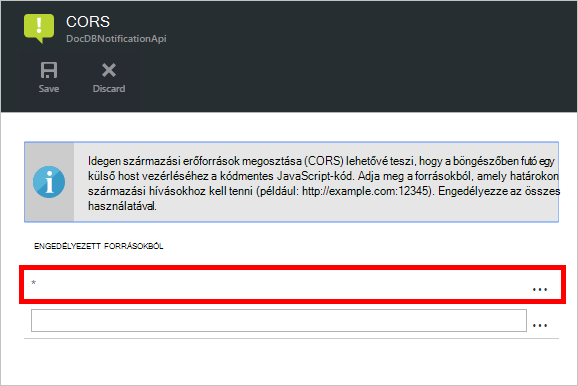 CORS
DocDBNotificationApi
Save Discard
Idegen származási erőforrások megosztása (CORS) lehetővé teszi, hogy a böngészőben futó egy
külső host vezérléséhez a kódmentes JavaScript-kód. Adja meg a forrásokból, amely határokon
származási hívásokhoz kell tenni (például: http://example.com:12345). Engedélyezze az összes
használatával.
ENGEDÉLYEZETT FORRÁSOKBÓL
* ...
...